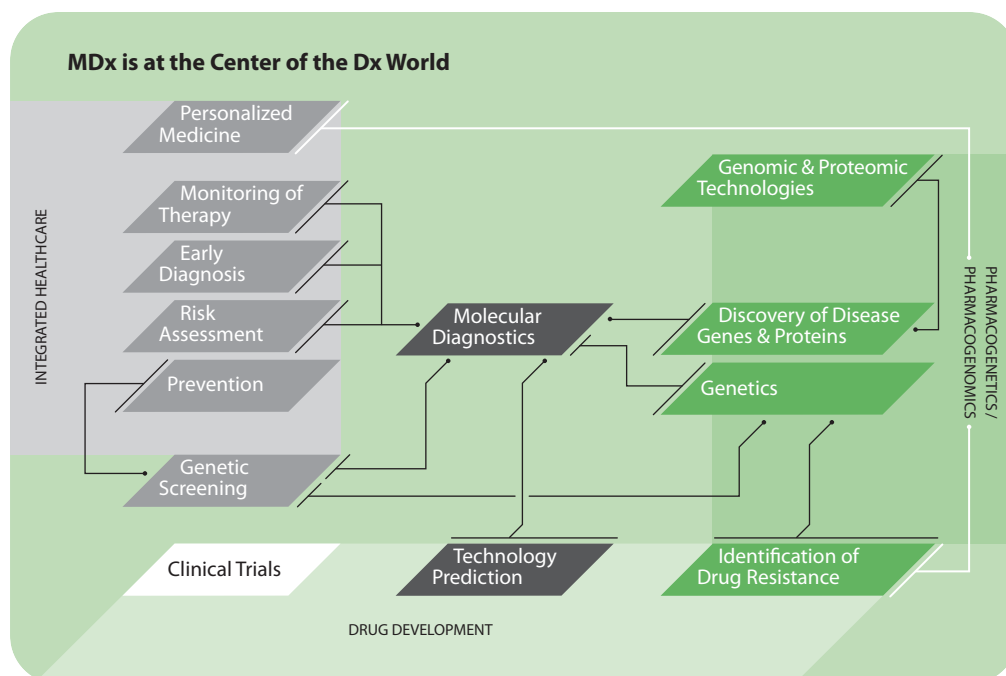 MDx is at the Center of the Dx World
Personalized
Medicine
Monitoring of
Therapy
Early
Diagnosis
Risk
Assessment
Prevention
Genetic
Screening
INTEGRATED HEALTHCARE
Molecular
Diagnostics
Genomic & Proteomic
Technologies
Discovery of Disease
Genes & Proteins
Genetics
PHARMACOGENETICS /
PHARMACOGENOMICS
Clinical Trials
Technology
Prediction
Identification of
Drug Resistance
DRUG DEVELOPMENT